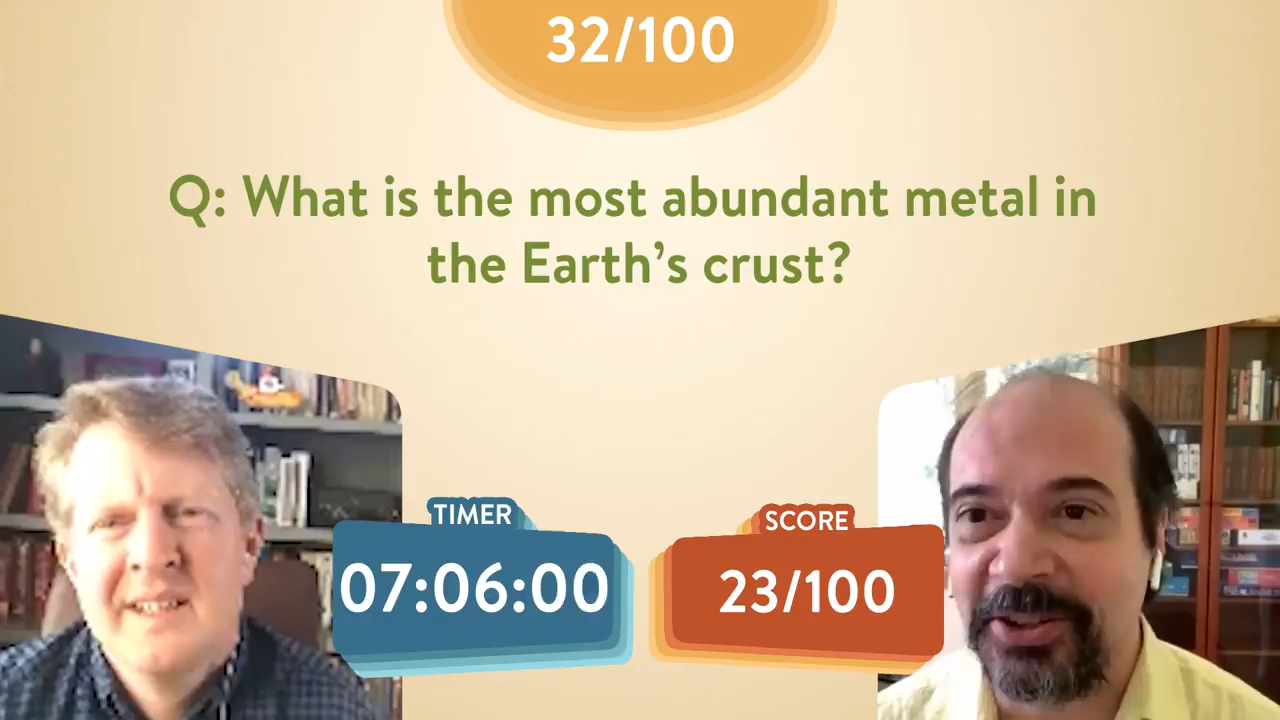 32/100
Q: What is the most abundant metal in
the Earth’s crust?
TIMER
07:06:00
SCORE
23/100